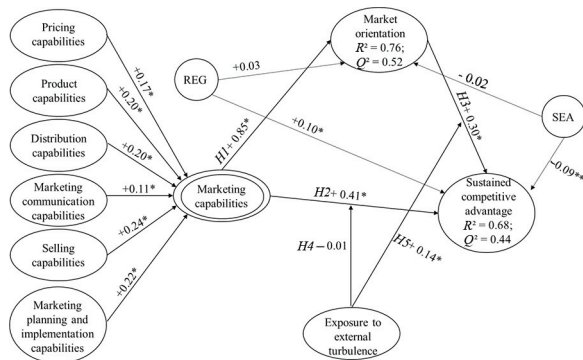 Pricing
capabilities
Product
capabilities
Distribution
capabilities
Marketing
communication
capabilities
Selling
capabilities
Marketing
planning and
implementation
capabilities
+0.17*
+0.20*
+0.20*
+0.11*
+0.24*
+0.22*
Marketing
capabilities
REG
+0.03
+0.10*
H1+ 0.85*
Market
orientation
R² = 0.76;
Q² = 0.52
- 0.02
H3+ 0.30*
SEA
-0.09**
H2+ 0.41*
Sustained
competitive
advantage
R² = 0.68;
Q² = 0.44
H4 – 0.01
H5+ 0.14*
Exposure to
external
turbulence